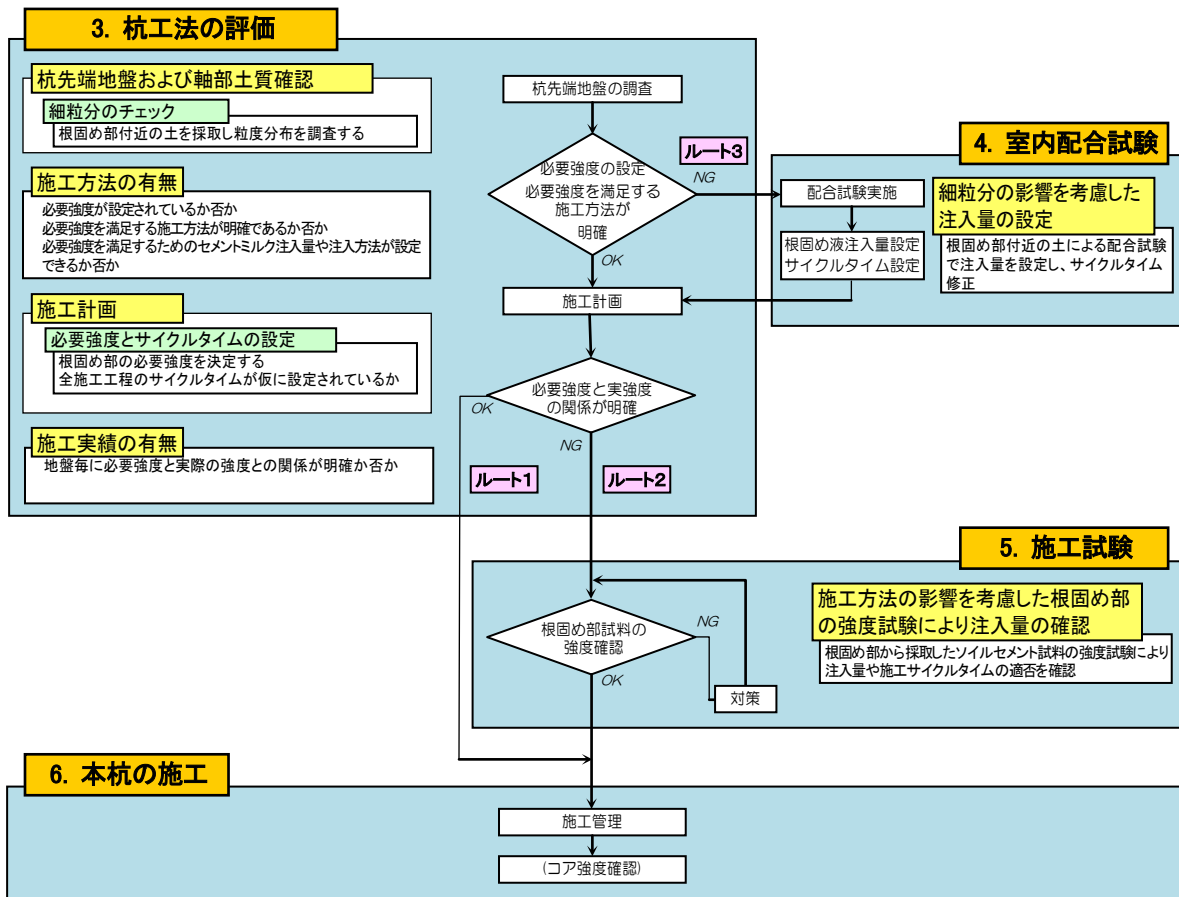 3. 杭工法の評価
杭先端地盤および軸部土質確認
細粒分のチェック
根固め部付近の土を採取し粒度分布を調査する
施工方法の有無
必要強度が設定されているか否か
必要強度を満足する施工方法が明確であるか否か
必要強度を満足するためのセメントミルク注入量や注入方法が設定
できるか否か
施工計画
必要強度とサイクルタイムの設定
根固め部の必要強度を決定する
全施工工程のサイクルタイムが仮に設定されているか
施工実績の有無
地盤毎に必要強度と実際の強度との関係が明確か否か
杭先端地盤の調査
必要強度の設定
必要強度を満足する
施工方法が
明確
ルート3
NG
OK
施工計画
必要強度と実強度
の関係が明確
OK
NG
ルート1
ルート2
4. 室内配合試験
配合試験実施
根固め液注入量設定
サイクルタイム設定
細粒分の影響を考慮した
注入量の設定
根固め部付近の土による配合試験
で注入量を設定し、サイクルタイム
修正
5. 施工試験
根固め部試料の
強度確認
NG
OK
対策
施工方法の影響を考慮した根固め部
の強度試験により注入量の確認
根固め部から採取したソイルセメント試料の強度試験により
注入量や施工サイクルタイムの適否を確認
6. 本杭の施工
施工管理
(コア強度確認)